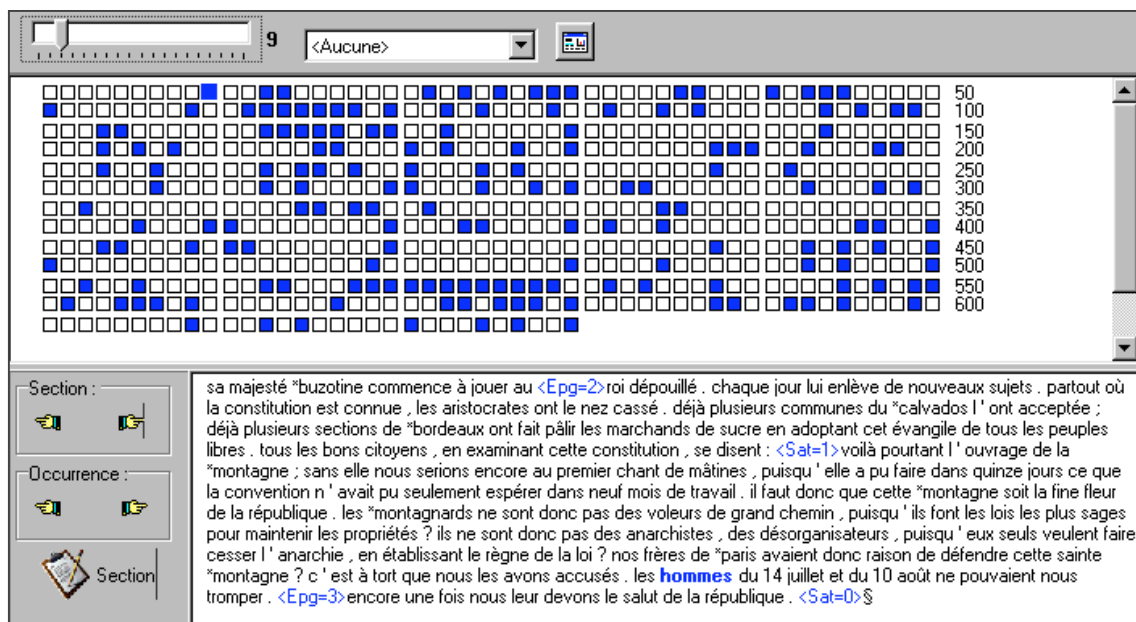 9
<Aucune>
50
100
150
200
250
300
350
400
450
500
550
600
Section :
Occurrence :
Section
sa majesté *buzotine commence à jouer au <Epg=2>roi dépouillé . chaque jour lui enlève de nouveaux sujets . partout où
la constitution est connue , les aristocrates ont le nez cassé . déjà plusieurs communes du *calvados l ' ont acceptée ;
déjà plusieurs sections de *bordeaux ont fait pâlir les marchands de sucre en adoptant cet évangile de tous les peuples
libres . tous les bons citoyens , en examinant cette constitution , se disent : <Sat=1>voilà pourtant l ' ouvrage de la
*montagne ; sans elle nous serions encore au premier chant de mâtines , puisqu ' elle a pu faire dans quinze jours ce que
la convention n ' avait pu seulement espérer dans neuf mois de travail . il faut donc que cette *montagne soit la fine fleur
de la république . les *montagnards ne sont donc pas des voleurs de grand chemin , puisqu ' ils font les lois les plus sages
pour maintenir les propriétés ? ils ne sont donc pas des anarchistes , des désorganisateurs , puisqu ' eux seuls veulent faire
cesser l ' anarchie , en établissant le règne de la loi ? nos frères de *paris avaient donc raison de défendre cette sainte
*montagne ? c ' est à tort que nous les avons accusés . les hommes du 14 juillet et du 10 août ne pouvaient nous
tromper . <Epg=3>encore une fois nous leur devons le salut de la république . <Sat=0>§